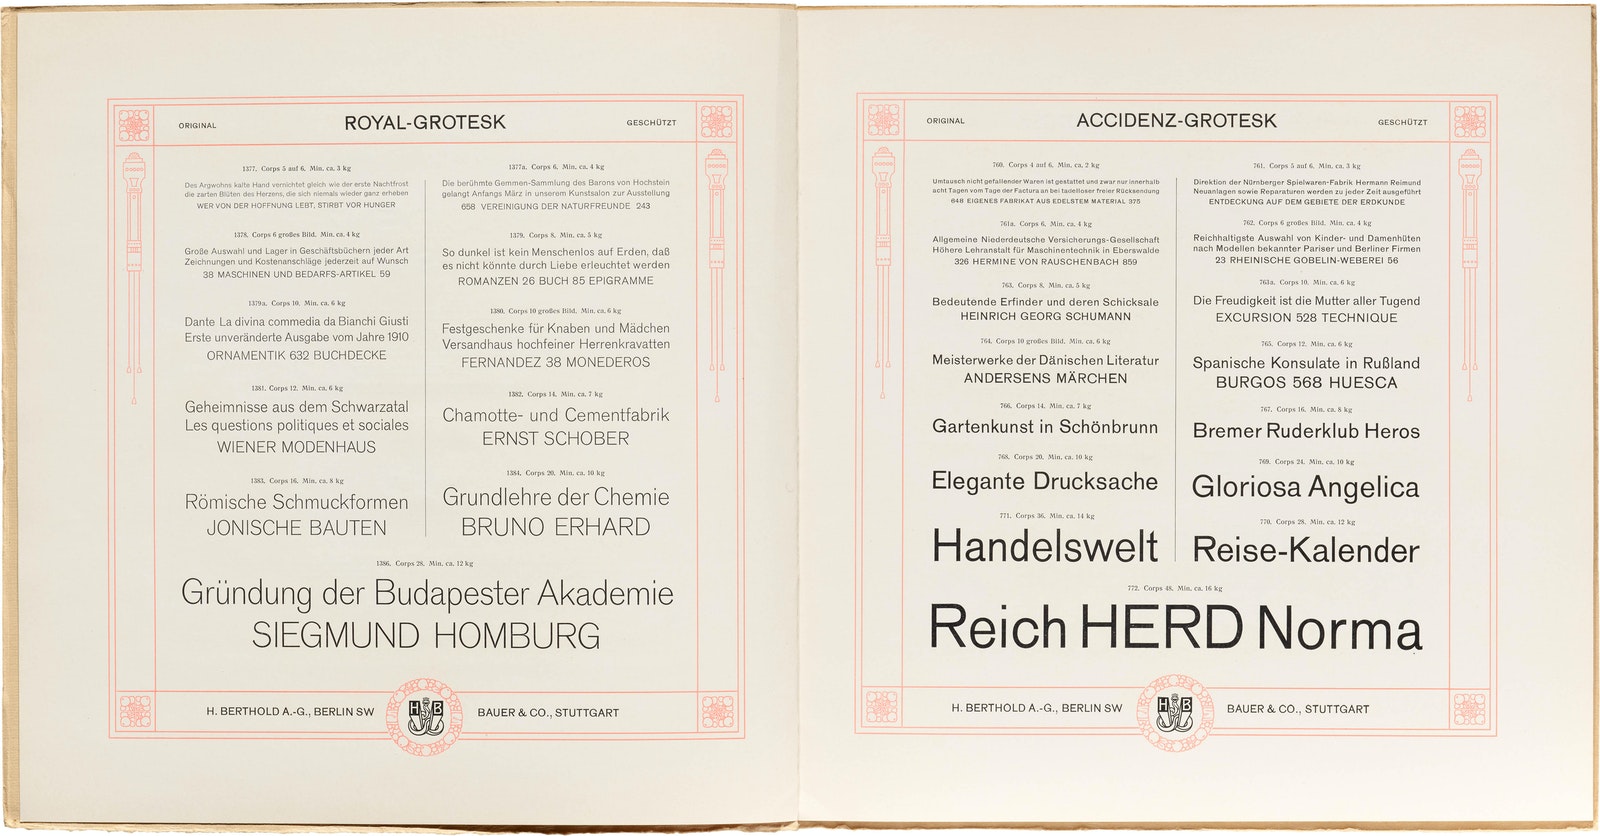 ORIGINAL
ROYAL-GROTESK
GESCHÜTZT
1377. Corps 5 auf 6. Min. ca. 3 kg
Des Argwohns kalte Hand vernichtet gleich wie der erste Nachtfrost
die zarten Blüten des Herzens, die sich niemals wieder ganz erheben
WER VON DER HOFFNUNG LEBT, STIRBT VOR HUNGER
1378. Corps 6 großes Bild. Min. ca. 4 kg
Große Auswahl und Lager in Geschäftsbüchern jeder Art
Zeichnungen und Kostenanschläge jederzeit auf Wunsch
38 MASCHINEN UND BEDARFS-ARTIKEL 59
1379a. Corps 10. Min. ca. 6 kg
Dante La divina commedia da Bianchi Giusti
Erste unveränderte Ausgabe vom Jahre 1910
ORNAMENTIK 632 BUCHDECKE
1381. Corps 12. Min. ca. 6 kg
Geheimnisse aus dem Schwarzatal
Les questions politiques et sociales
WIENER MODENHAUS
1383. Corps 16. Min. ca. 8 kg
Römische Schmuckformen
JONISCHE BAUTEN
1377a. Corps 6. Min. ca. 4 kg
Die berühmte Gemmen-Sammlung des Barons von Hochstein
gelangt Anfangs März in unserem Kunstsalon zur Ausstellung
658 VEREINIGUNG DER NATURFREUNDE 243
1379. Corps 8. Min. ca. 5 kg
So dunkel ist kein Menschenlos auf Erden, daß
es nicht könnte durch Liebe erleuchtet werden
ROMANZEN 26 BUCH 85 EPIGRAMME
1380. Corps 10 großes Bild. Min. ca. 6 kg
Festgeschenke für Knaben und Mädchen
Versandhaus hochfeiner Herrenkravatten
FERNANDEZ 38 MONEDEROS
1382. Corps 14. Min. ca. 7 kg
Chamotte- und Cementfabrik
ERNST SCHOBER
1384. Corps 20. Min. ca. 10 kg
Grundlehre der Chemie
BRUNO ERHARD
1386. Corps 28. Min. ca. 12 kg
Gründung der Budapester Akademie
SIEGMUND HOMBURG
H. BERTHOLD A.-G., BERLIN SW
H B
BAUER & CO., STUTTGART
ORIGINAL
ACCIDENZ-GROTESK
GESCHÜTZT
760. Corps 4 auf 6. Min. ca. 2 kg
Umtausch nicht gefallender Waren ist gestattet und zwar nur innerhalb
acht Tagen vom Tage der Factura an bei tadelloser freier Rücksendung
648 EIGENES FABRIKAT AUS EDELSTEM MATERIAL 375
761a. Corps 6. Min. ca. 4 kg
Allgemeine Niederdeutsche Versicherungs-Gesellschaft
Höhere Lehranstalt für Maschinentechnik in Eberswalde
326 HERMINE VON RAUSCHENBACH 859
763. Corps 8. Min. ca. 5 kg
Bedeutende Erfinder und deren Schicksale
HEINRICH GEORG SCHUMANN
764. Corps 10 großes Bild. Min. ca. 6 kg
Meisterwerke der Dänischen Literatur
ANDERSENS MÄRCHEN
766. Corps 14. Min. ca. 7 kg
Gartenkunst in Schönbrunn
768. Corps 20. Min. ca. 10 kg
Elegante Drucksache
771. Corps 36. Min. ca. 14 kg
Handelswelt
761. Corps 5 auf 6. Min. ca. 3 kg
Direktion der Nürnberger Spielwaren-Fabrik Hermann Reimund
Neuanlagen sowie Reparaturen werden zu jeder Zeit ausgeführt
ENTDECKUNG AUF DEM GEBIETE DER ERDKUNDE
762. Corps 6 großes Bild. Min. ca. 4 kg
Reichhaltigste Auswahl von Kinder- und Damenhüten
nach Modellen bekannter Pariser und Berliner Firmen
23 RHEINISCHE GOBELIN-WEBEREI 56
763a. Corps 10. Min. ca. 6 kg
Die Freudigkeit ist die Mutter aller Tugend
EXCURSION 528 TECHNIQUE
765. Corps 12. Min. ca. 6 kg
Spanische Konsulate in Rußland
BURGOS 568 HUESCA
767. Corps 16. Min. ca. 8 kg
Bremer Ruderklub Heros
769. Corps 24. Min. ca. 10 kg
Gloriosa Angelica
770. Corps 28. Min. ca. 12 kg
Reise-Kalender
772. Corps 48. Min. ca. 16 kg
Reich HERD Norma
H. BERTHOLD A.-G., BERLIN SW
H B
BAUER & CO., STUTTGART